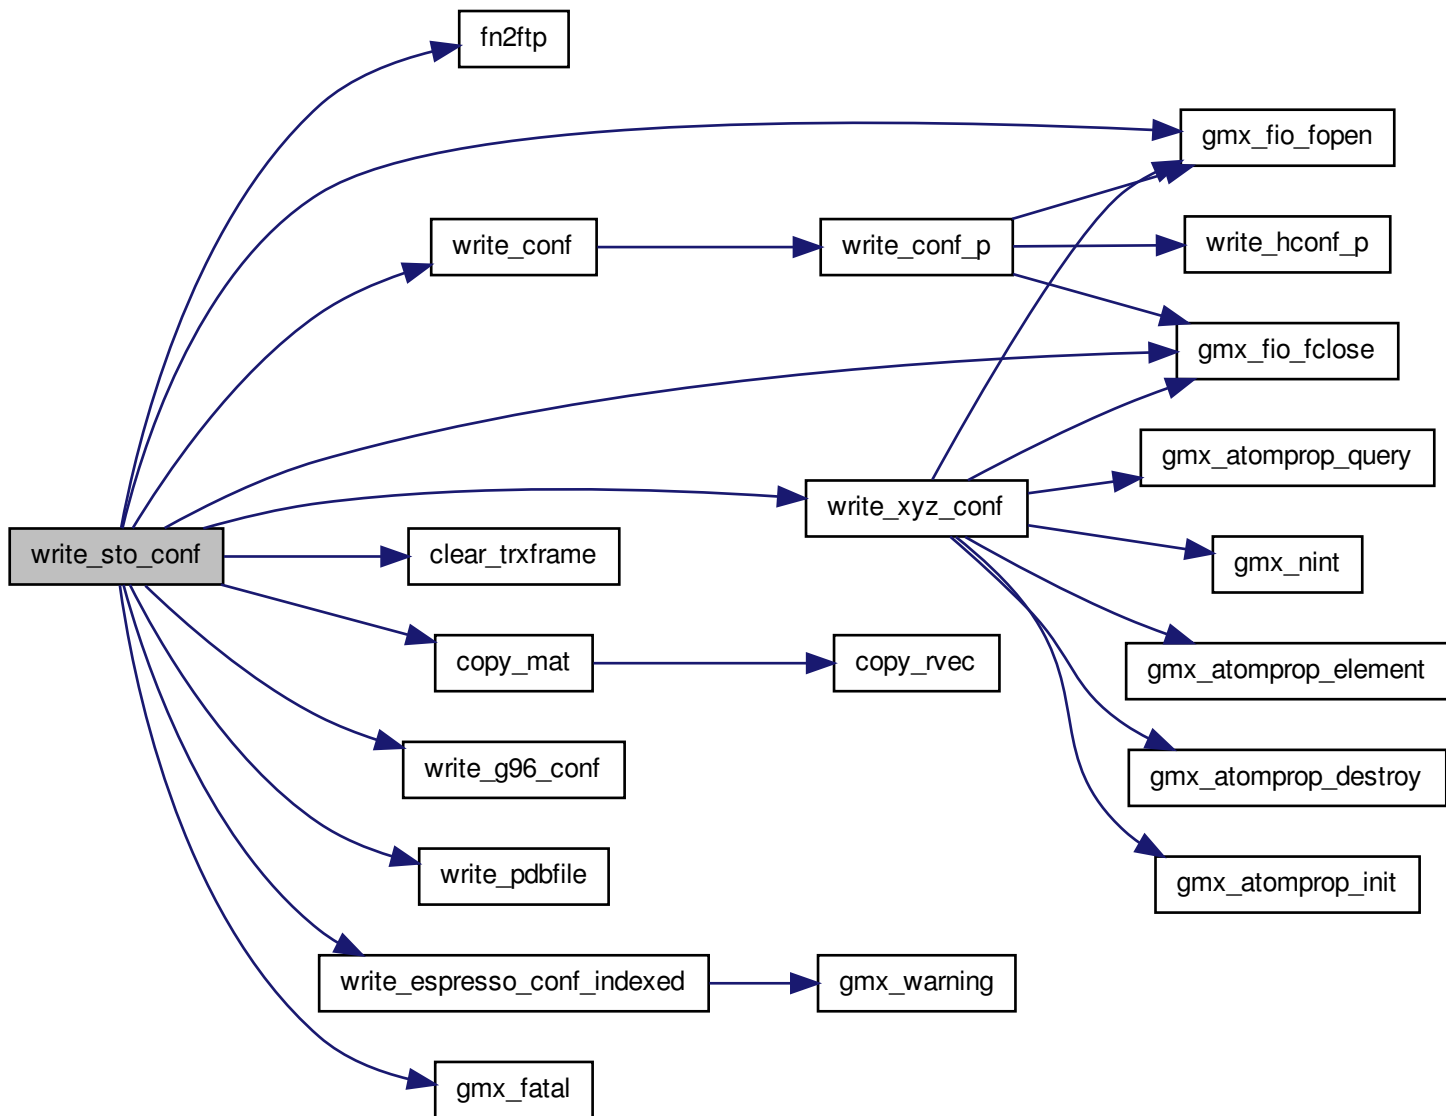 fn2ftp
gmx_fio_fopen
write_conf
write_conf_p
write_hconf_p
gmx_fio_fclose
gmx_atomprop_query
write_xyz_conf
write_sto_conf
clear_trxframe
gmx_nint
copy_mat
copy_rvec
gmx_atomprop_element
write_g96_conf
gmx_atomprop_destroy
write_pdbfile
gmx_atomprop_init
write_espresso_conf_indexed
gmx_warning
gmx_fatal